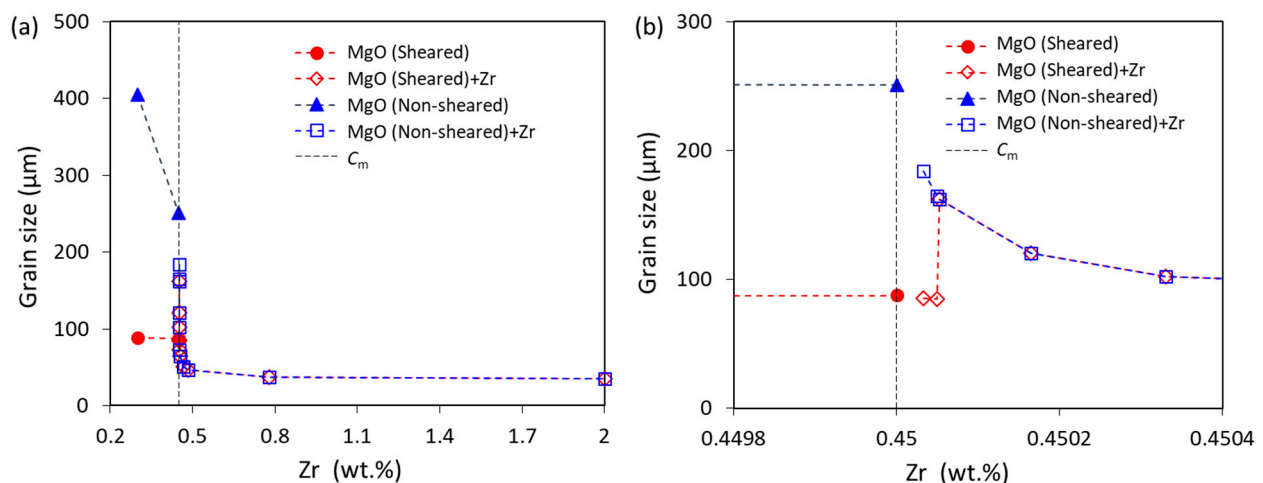 (a)
500
400
300
200
100
0
Grain size (μm)
MgO (Sheared)
MgO (Sheared)+Zr
MgO (Non-sheared)
MgO (Non-sheared)+Zr
Cm
0.2 0.5 0.8 1.1 1.4 1.7 2
Zr (wt.%)
(b)
300
200
100
0
Grain size (μm)
MgO (Sheared)
MgO (Sheared)+Zr
MgO (Non-sheared)
MgO (Non-sheared)+Zr
Cm
0.4498 0.45 0.4502 0.4504
Zr (wt.%)